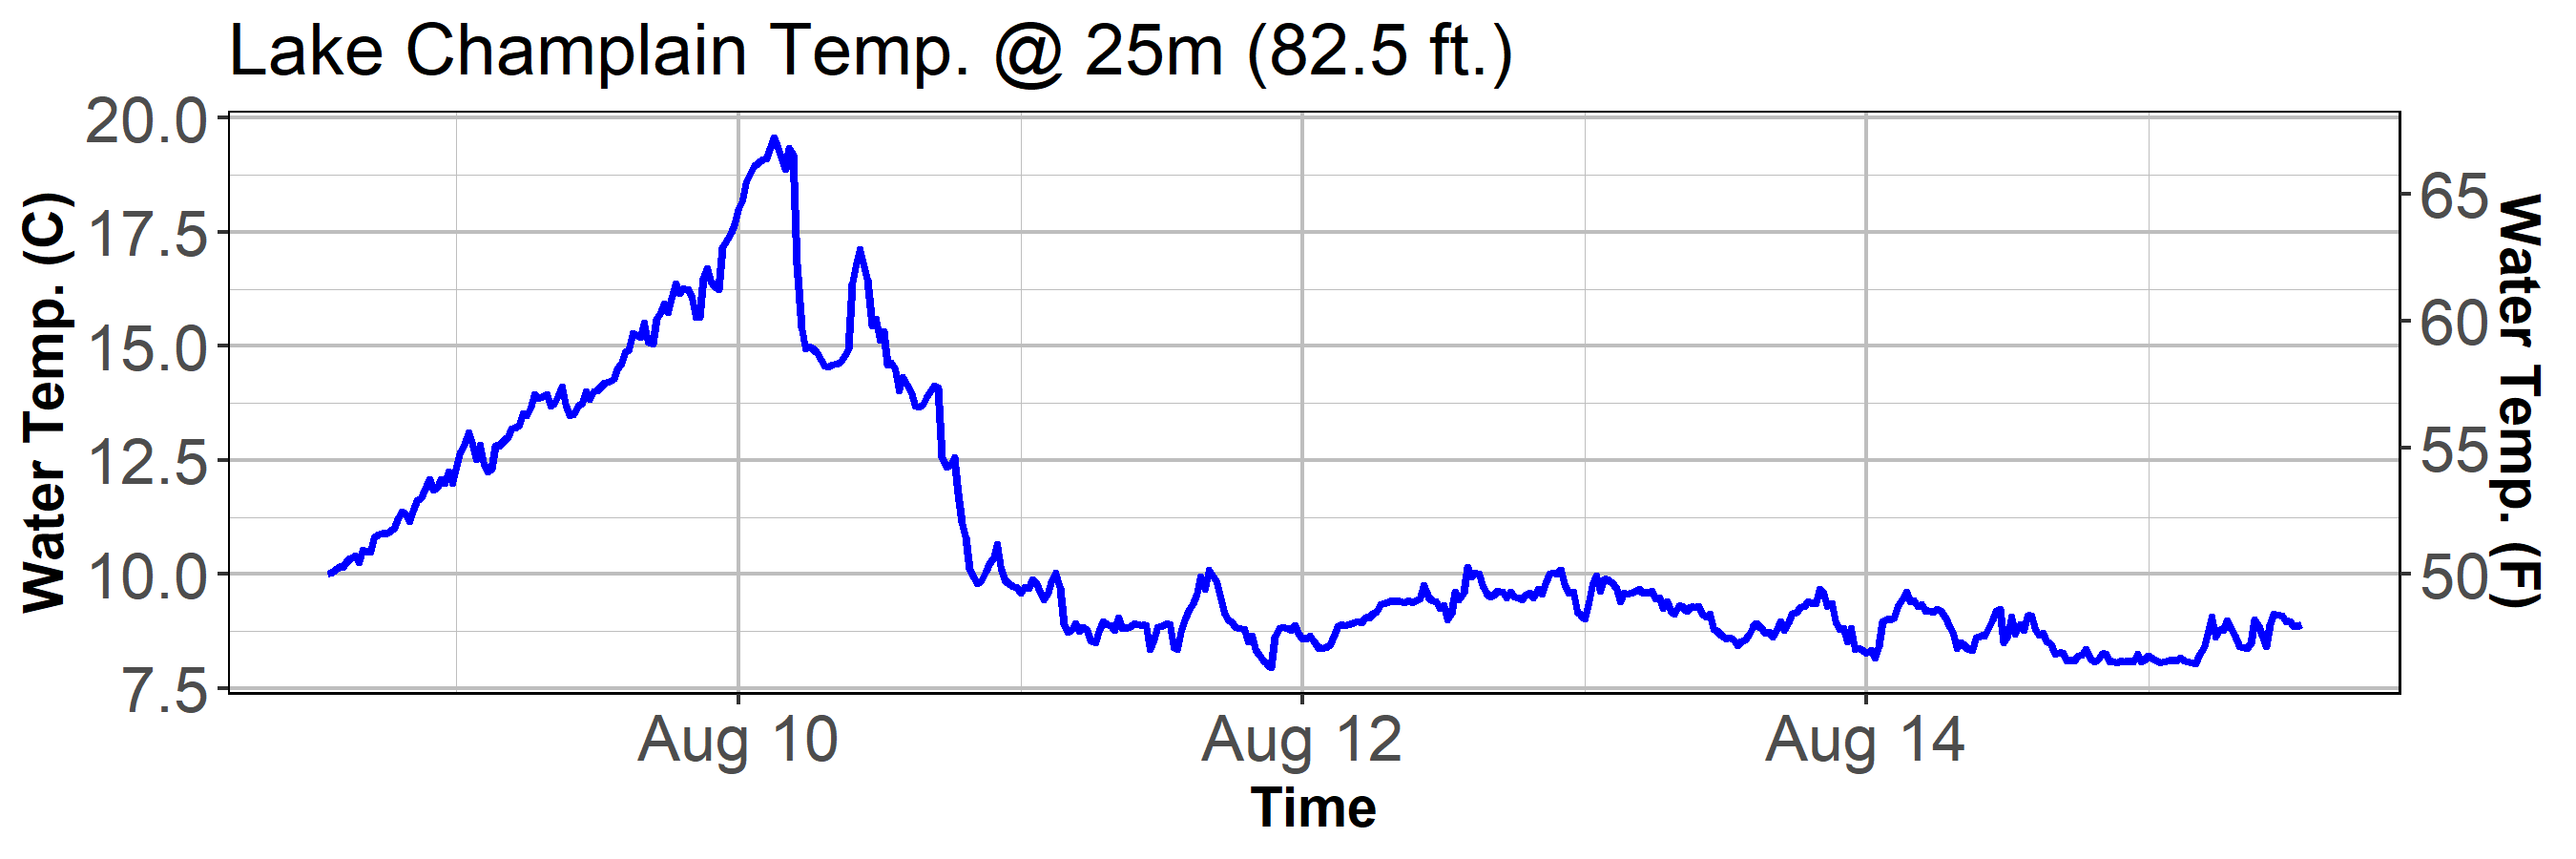 Lake Champlain Temp. @ 25m (82.5 ft.)
Water Temp. (C)
20.0
17.5
15.0
12.5
10.0
7.5
65
60
55
50
Water Temp. (F)
Aug 10 Aug 12 Aug 14
Time